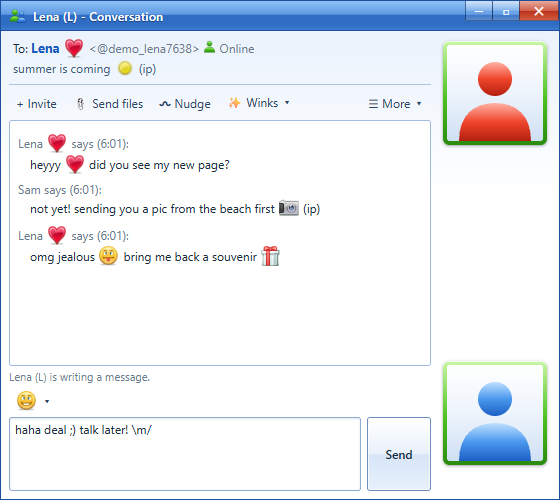 Lena (L) - Conversation
To: Lena <@demo_lena7638> Online
summer is coming (ip)
+ Invite Send files Nudge Winks More
Lena says (6:01):
heyyy did you see my new page?
Sam says (6:01):
not yet! sending you a pic from the beach first (ip)
Lena says (6:01):
omg jealous bring me back a souvenir
Lena (L) is writing a message.
haha deal ;) talk later! \m/
Send